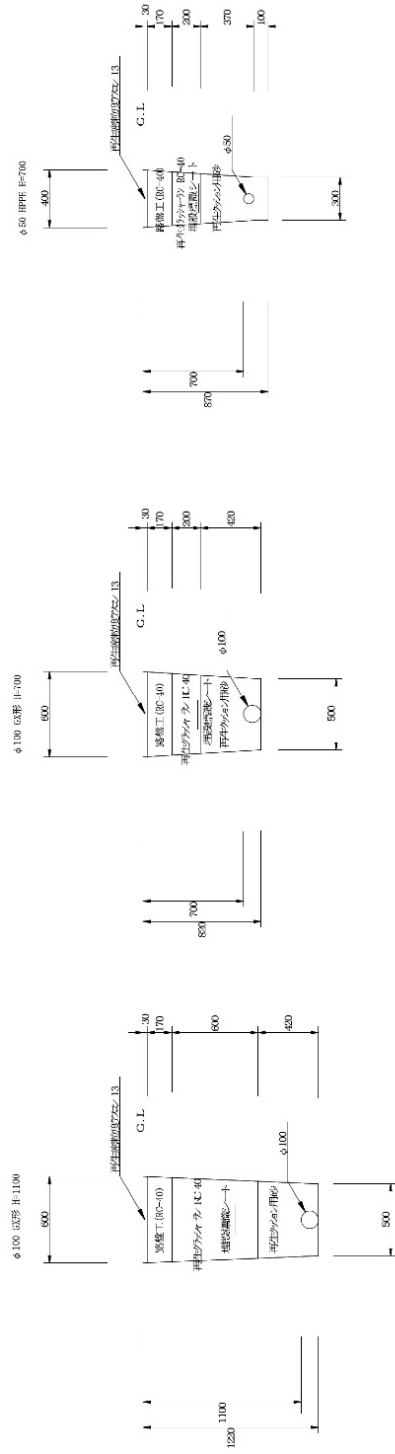 φ100 GX形 H=1100
600
再生密粒度アスコン 13
G.L
30
170
600
420
路盤工(RC-40)
再生クラッシャーラン RC-40
埋設標識シート
再生クッション用砂
φ100
1100
1220
500
φ100 GX形 H=700
600
再生密粒度アスコン 13
G.L
30
170
200
420
路盤工(RC-40)
再生クラッシャーラン RC-40
埋設標識シート
再生クッション用砂
φ100
700
820
500
φ50 HPPE H=700
400
再生密粒度アスコン 13
G.L
30
170
200
370
100
路盤工(RC-40)
再生クラッシャーラン RC-40
埋設標識シート
再生クッション用砂
φ50
700
870
300